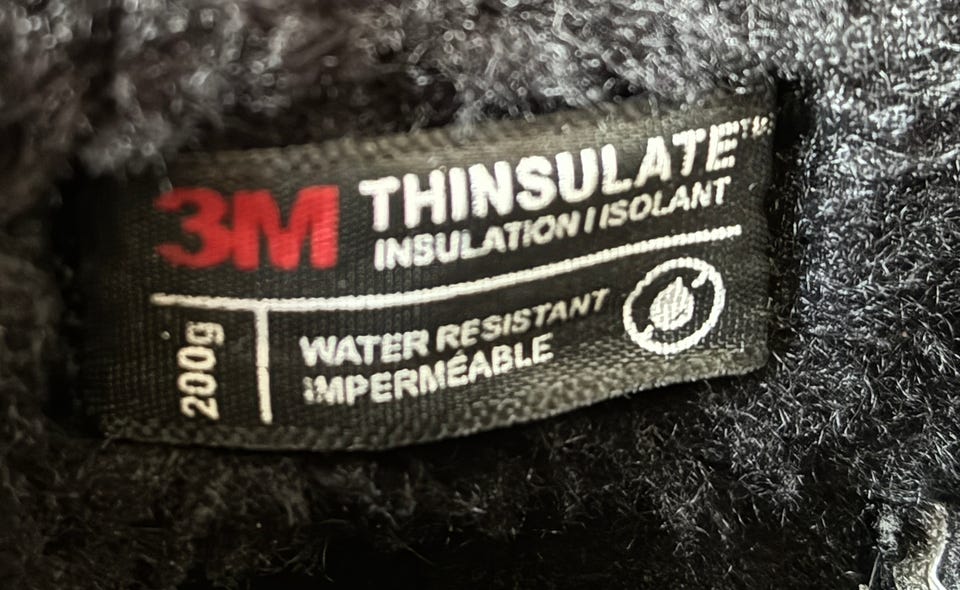 3M THINSULATE™
INSULATION / ISOLANT
200g
WATER RESISTANT
IMPERMÉABLE